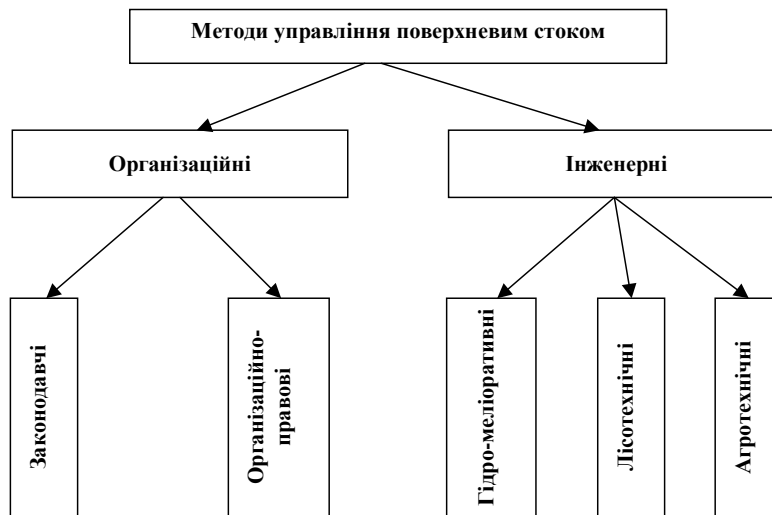 Методи управління поверхневим стоком
Організаційні
Інженерні
Законодавчі
Організаційно-
правові
Гідро-меліоративні
Лісотехнічні
Агротехнічні